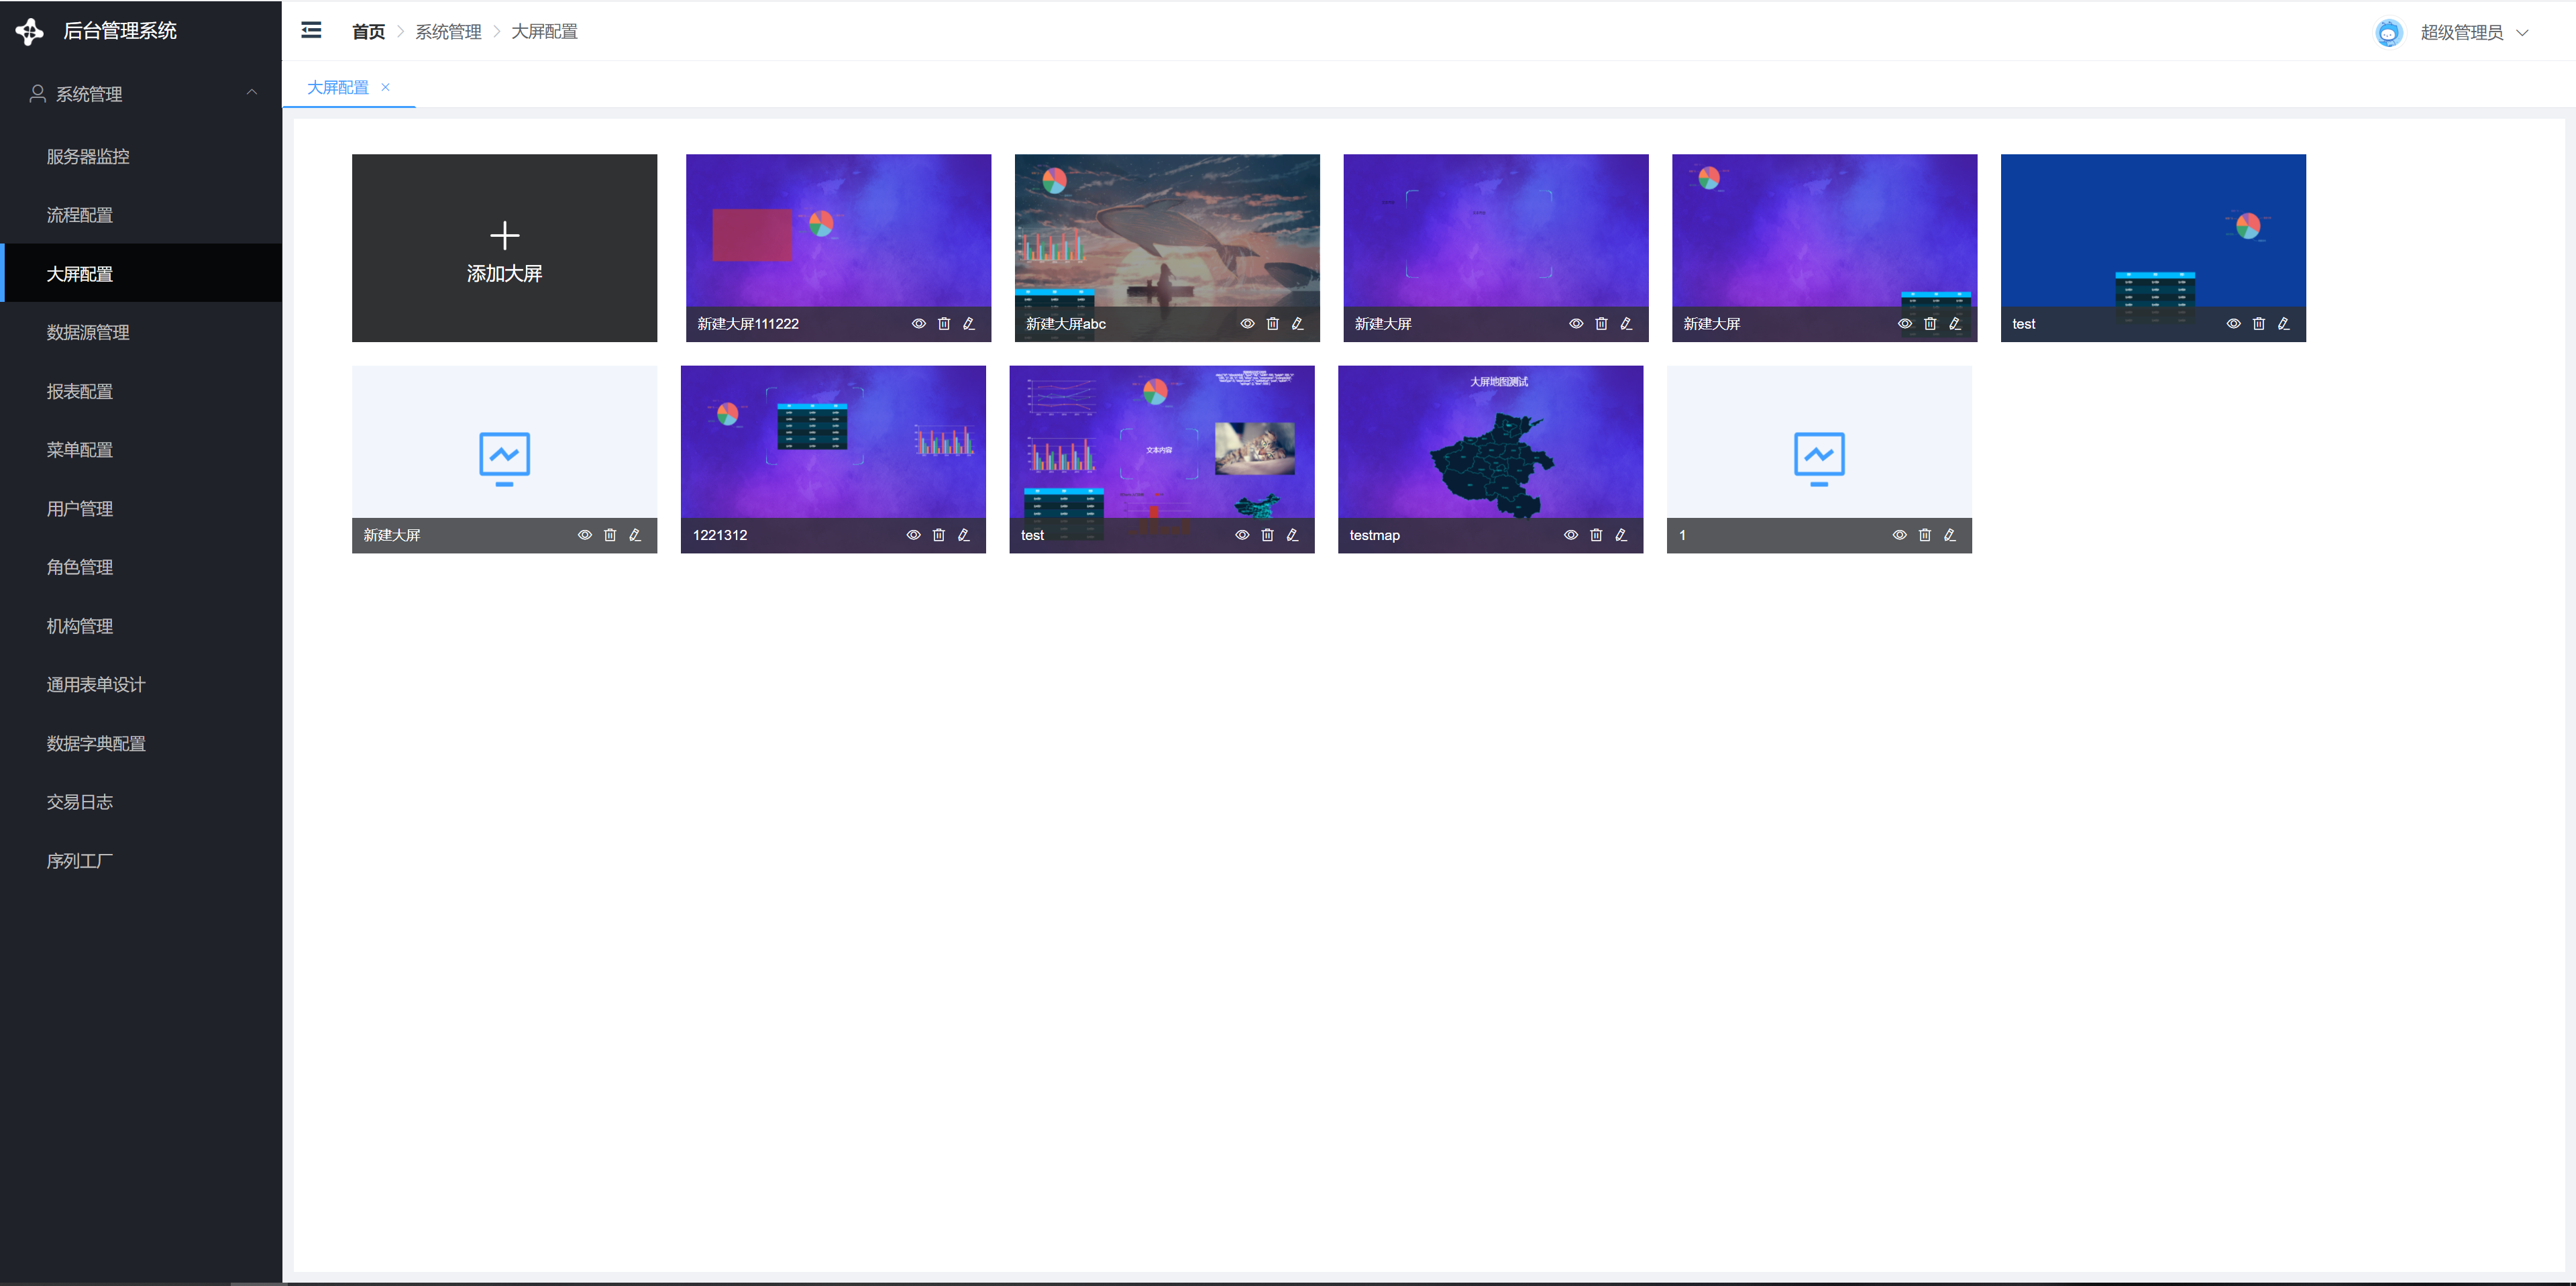 后台管理系统
首页
系统管理
大屏配置
超级管理员
大屏配置
系统管理
服务器监控
流程配置
大屏配置
数据源管理
报表配置
菜单配置
用户管理
角色管理
机构管理
通用表单设计
数据字典配置
交易日志
序列工厂
添加大屏
新建大屏111222
新建大屏abc
新建大屏
新建大屏
test
新建大屏
1221312
文本内容
test
大屏地图测试
testmap
1